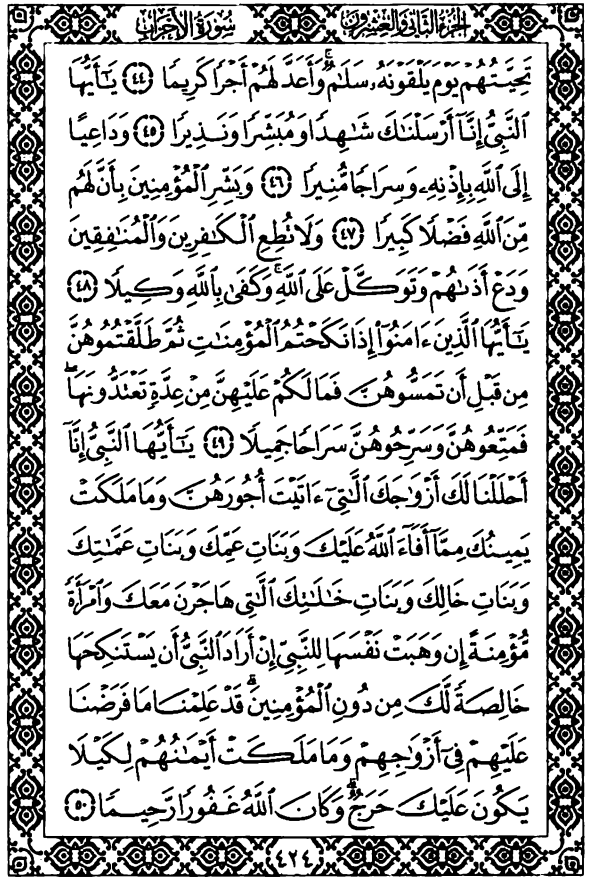 الجزء الثاني والعشرون
سورة الأحزاب
تَحِيَّتُهُمْ يَوْمَ يَلْقَوْنَهُۥ سَلَٰمٌۚ وَأَعَدَّ لَهُمْ أَجْرًا كَرِيمًا ﴿٤٤﴾ يَٰٓأَيُّهَا
ٱلنَّبِىُّ إِنَّآ أَرْسَلْنَٰكَ شَٰهِدًا وَمُبَشِّرًا وَنَذِيرًا ﴿٤٥﴾ وَدَاعِيًا
إِلَى ٱللَّهِ بِإِذْنِهِۦ وَسِرَاجًا مُّنِيرًا ﴿٤٦﴾ وَبَشِّرِ ٱلْمُؤْمِنِينَ بِأَنَّ لَهُم
مِّنَ ٱللَّهِ فَضْلًا كَبِيرًا ﴿٤٧﴾ وَلَا تُطِعِ ٱلْكَٰفِرِينَ وَٱلْمُنَٰفِقِينَ
وَدَعْ أَذَىٰهُمْ وَتَوَكَّلْ عَلَى ٱللَّهِۚ وَكَفَىٰ بِٱللَّهِ وَكِيلًا ﴿٤٨﴾
يَٰٓأَيُّهَا ٱلَّذِينَ ءَامَنُوٓا۟ إِذَا نَكَحْتُمُ ٱلْمُؤْمِنَٰتِ ثُمَّ طَلَّقْتُمُوهُنَّ
مِن قَبْلِ أَن تَمَسُّوهُنَّ فَمَا لَكُمْ عَلَيْهِنَّ مِنْ عِدَّةٍ تَعْتَدُّونَهَاۖ
فَمَتِّعُوهُنَّ وَسَرِّحُوهُنَّ سَرَاحًا جَمِيلًا ﴿٤٩﴾ يَٰٓأَيُّهَا ٱلنَّبِىُّ إِنَّآ
أَحْلَلْنَا لَكَ أَزْوَٰجَكَ ٱلَّٰتِىٓ ءَاتَيْتَ أُجُورَهُنَّ وَمَا مَلَكَتْ
يَمِينُكَ مِمَّآ أَفَآءَ ٱللَّهُ عَلَيْكَ وَبَنَاتِ عَمِّكَ وَبَنَاتِ عَمَّٰتِكَ
وَبَنَاتِ خَالِكَ وَبَنَاتِ خَٰلَٰتِكَ ٱلَّٰتِى هَاجَرْنَ مَعَكَ وَٱمْرَأَةً
مُّؤْمِنَةً إِن وَهَبَتْ نَفْسَهَا لِلنَّبِىِّ إِنْ أَرَادَ ٱلنَّبِىُّ أَن يَسْتَنكِحَهَا
خَالِصَةً لَّكَ مِن دُونِ ٱلْمُؤْمِنِينَۗ قَدْ عَلِمْنَا مَا فَرَضْنَا
عَلَيْهِمْ فِىٓ أَزْوَٰجِهِمْ وَمَا مَلَكَتْ أَيْمَٰنُهُمْ لِكَيْلَا
يَكُونَ عَلَيْكَ حَرَجٌۗ وَكَانَ ٱللَّهُ غَفُورًا رَّحِيمًا ﴿٥٠﴾
٤٢٤